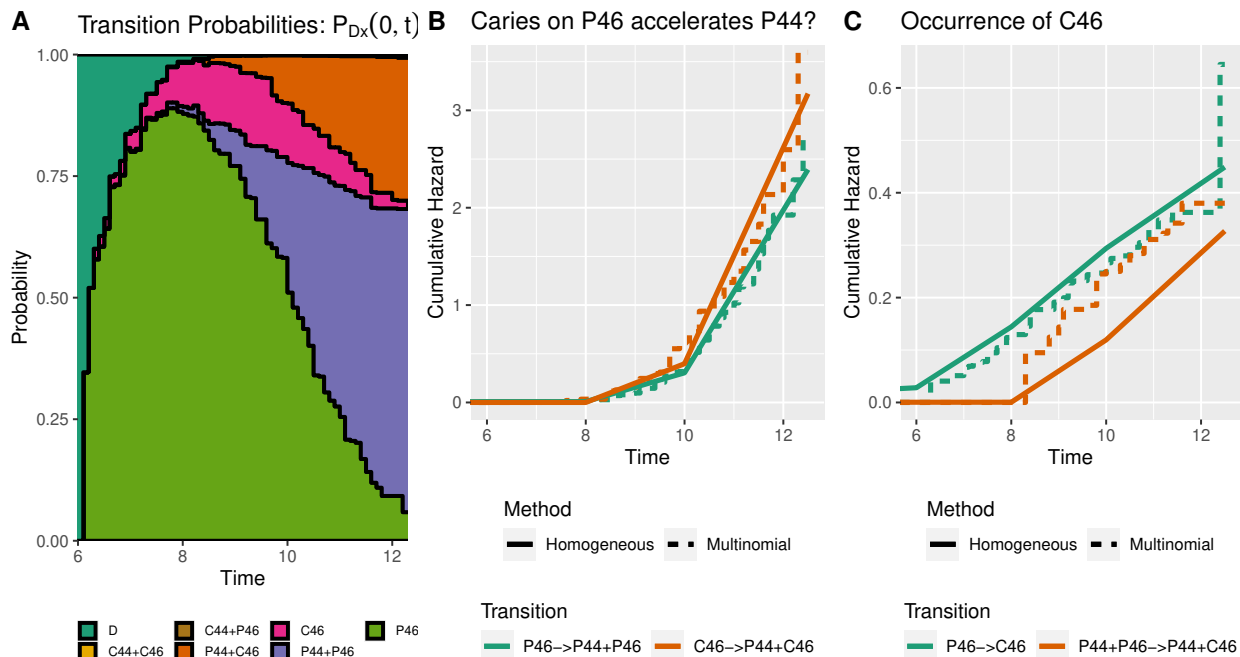 A
Transition Probabilities: P_Dx(0, t)
Probability
1.00
0.75
0.50
0.25
0.00
6
8
10
12
Time
D
C44+P46
C46
P46
C44+C46
P44+C46
P44+P46
B
Caries on P46 accelerates P44?
Cumulative Hazard
3
2
1
0
6
8
10
12
Time
Method
Homogeneous
Multinomial
Transition
P46−>P44+P46
C46−>P44+C46
C
Occurrence of C46
Cumulative Hazard
0.6
0.4
0.2
0.0
6
8
10
12
Time
Method
Homogeneous
Multinomial
Transition
P46−>C46
P44+P46−>P44+C46